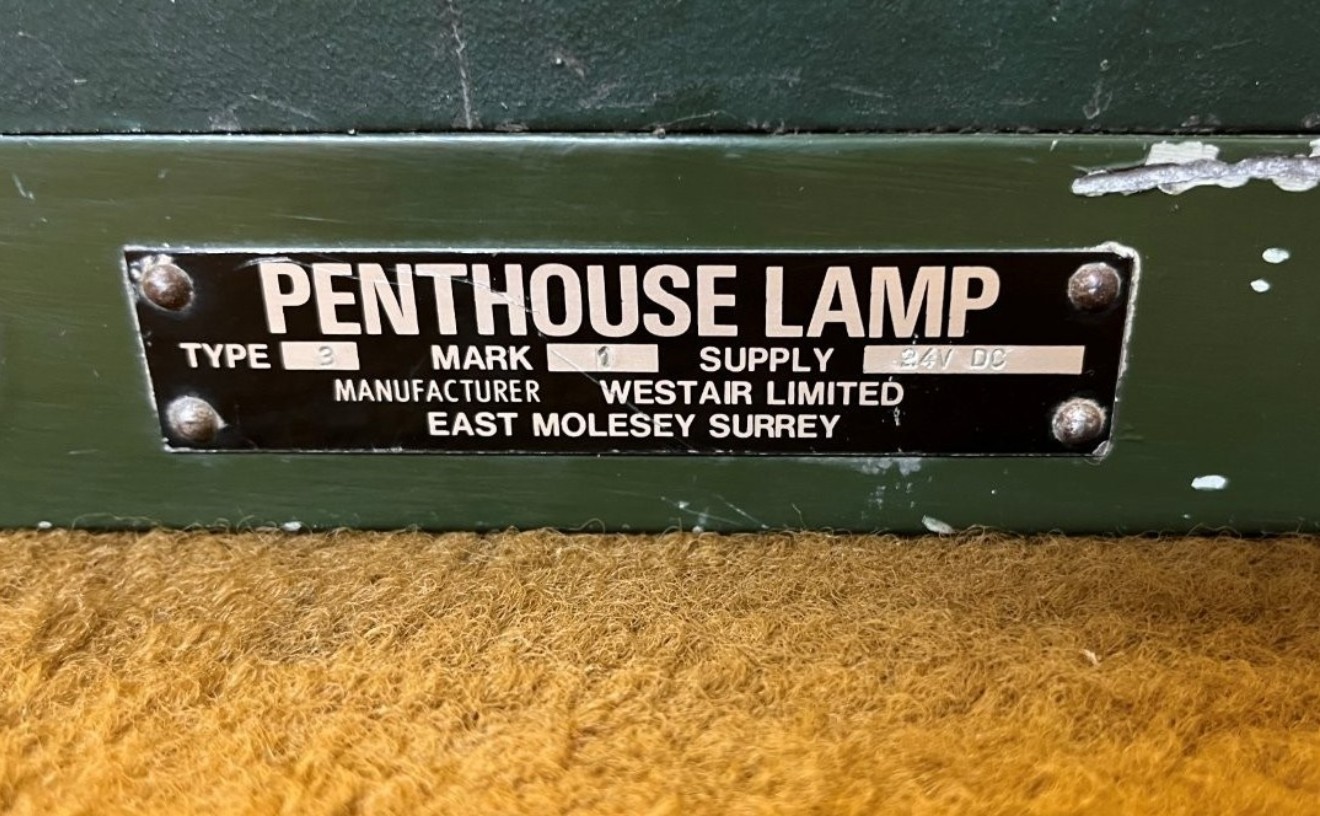 PENTHOUSE LAMP
TYPE 3 MARK 1 SUPPLY 24V DC
MANUFACTURER WESTAIR LIMITED
EAST MOLESEY SURREY